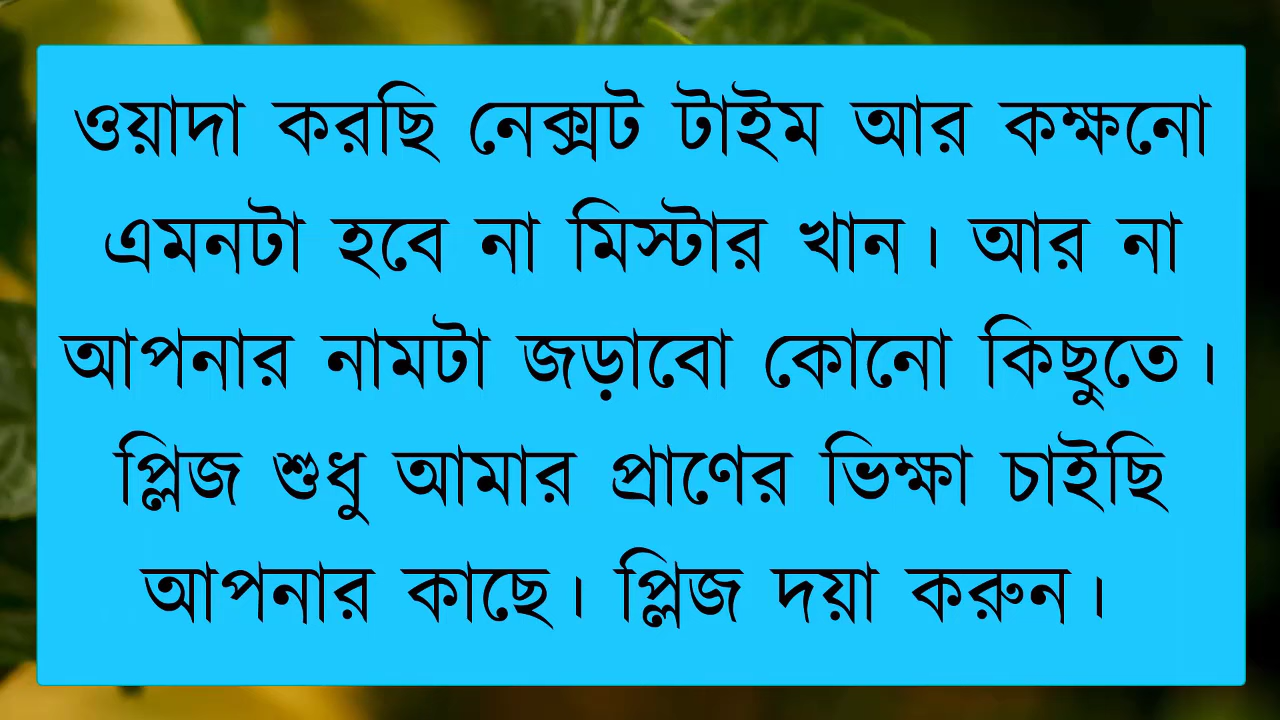 ওয়াদা করছি নেক্সট টাইম আর কক্ষনো
এমনটা হবে না মিস্টার খান। আর না
আপনার নামটা জড়াবো কোনো কিছুতে।
প্লিজ শুধু আমার প্রাণের ভিক্ষা চাইছি
আপনার কাছে। প্লিজ দয়া করুন।